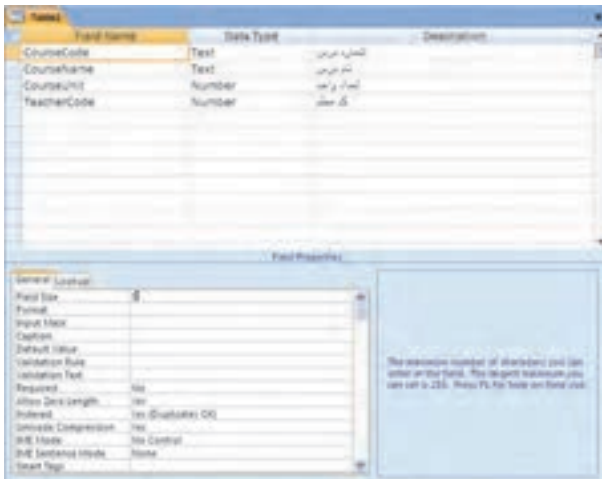 Table1
Field Name Data Type Description
CourseCode Text شماره درس
CourseName Text نام درس
CourseUnit Number تعداد واحد
TeacherCode Number کد معلم
Field Properties
General Lookup
Field Size
Format
Input Mask
Caption
Default Value
Validation Rule
Validation Text
Required No
Allow Zero Length Yes
Indexed Yes (Duplicates OK)
Unicode Compression Yes
IME Mode No Control
IME Sentence Mode None
Smart Tags
The maximum number of characters you can
enter in the field. The largest maximum you
can set is 255. Press F1 for help on field size.